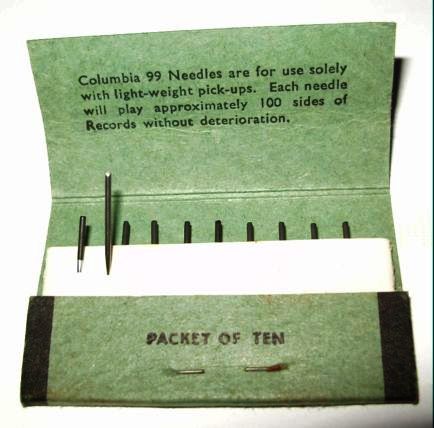 Columbia 99 Needles are for use solely
with light-weight pick-ups. Each needle
will play approximately 100 sides of
Records without deterioration.
PACKET OF TEN